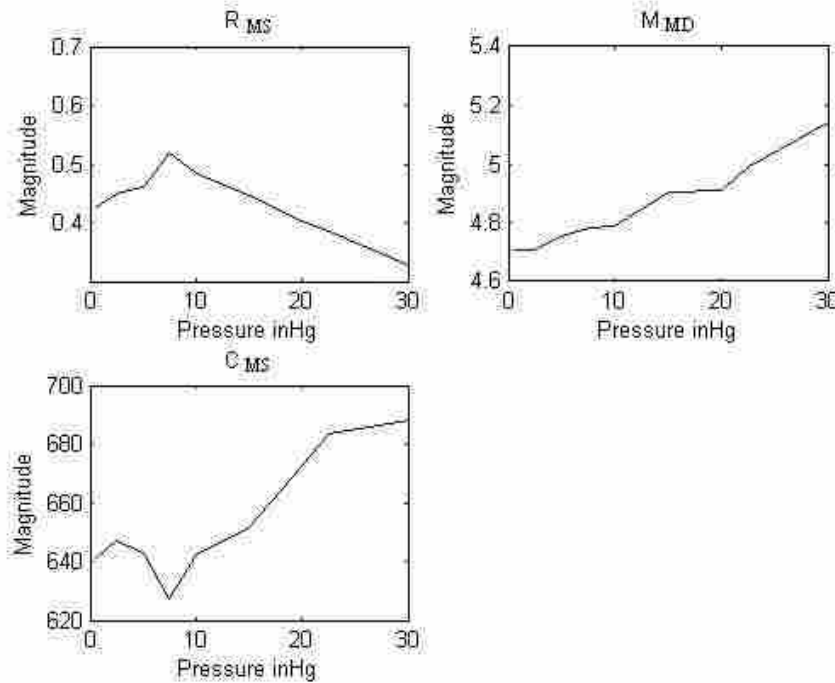 R MS
0.7
0.6
0.5
0.4
Magnitude
0 10 20 30
Pressure inHg
M MD
5.4
5.2
5
4.8
4.6
Magnitude
0 10 20 30
Pressure inHg
C MS
700
680
660
640
620
Magnitude
0 10 20 30
Pressure inHg